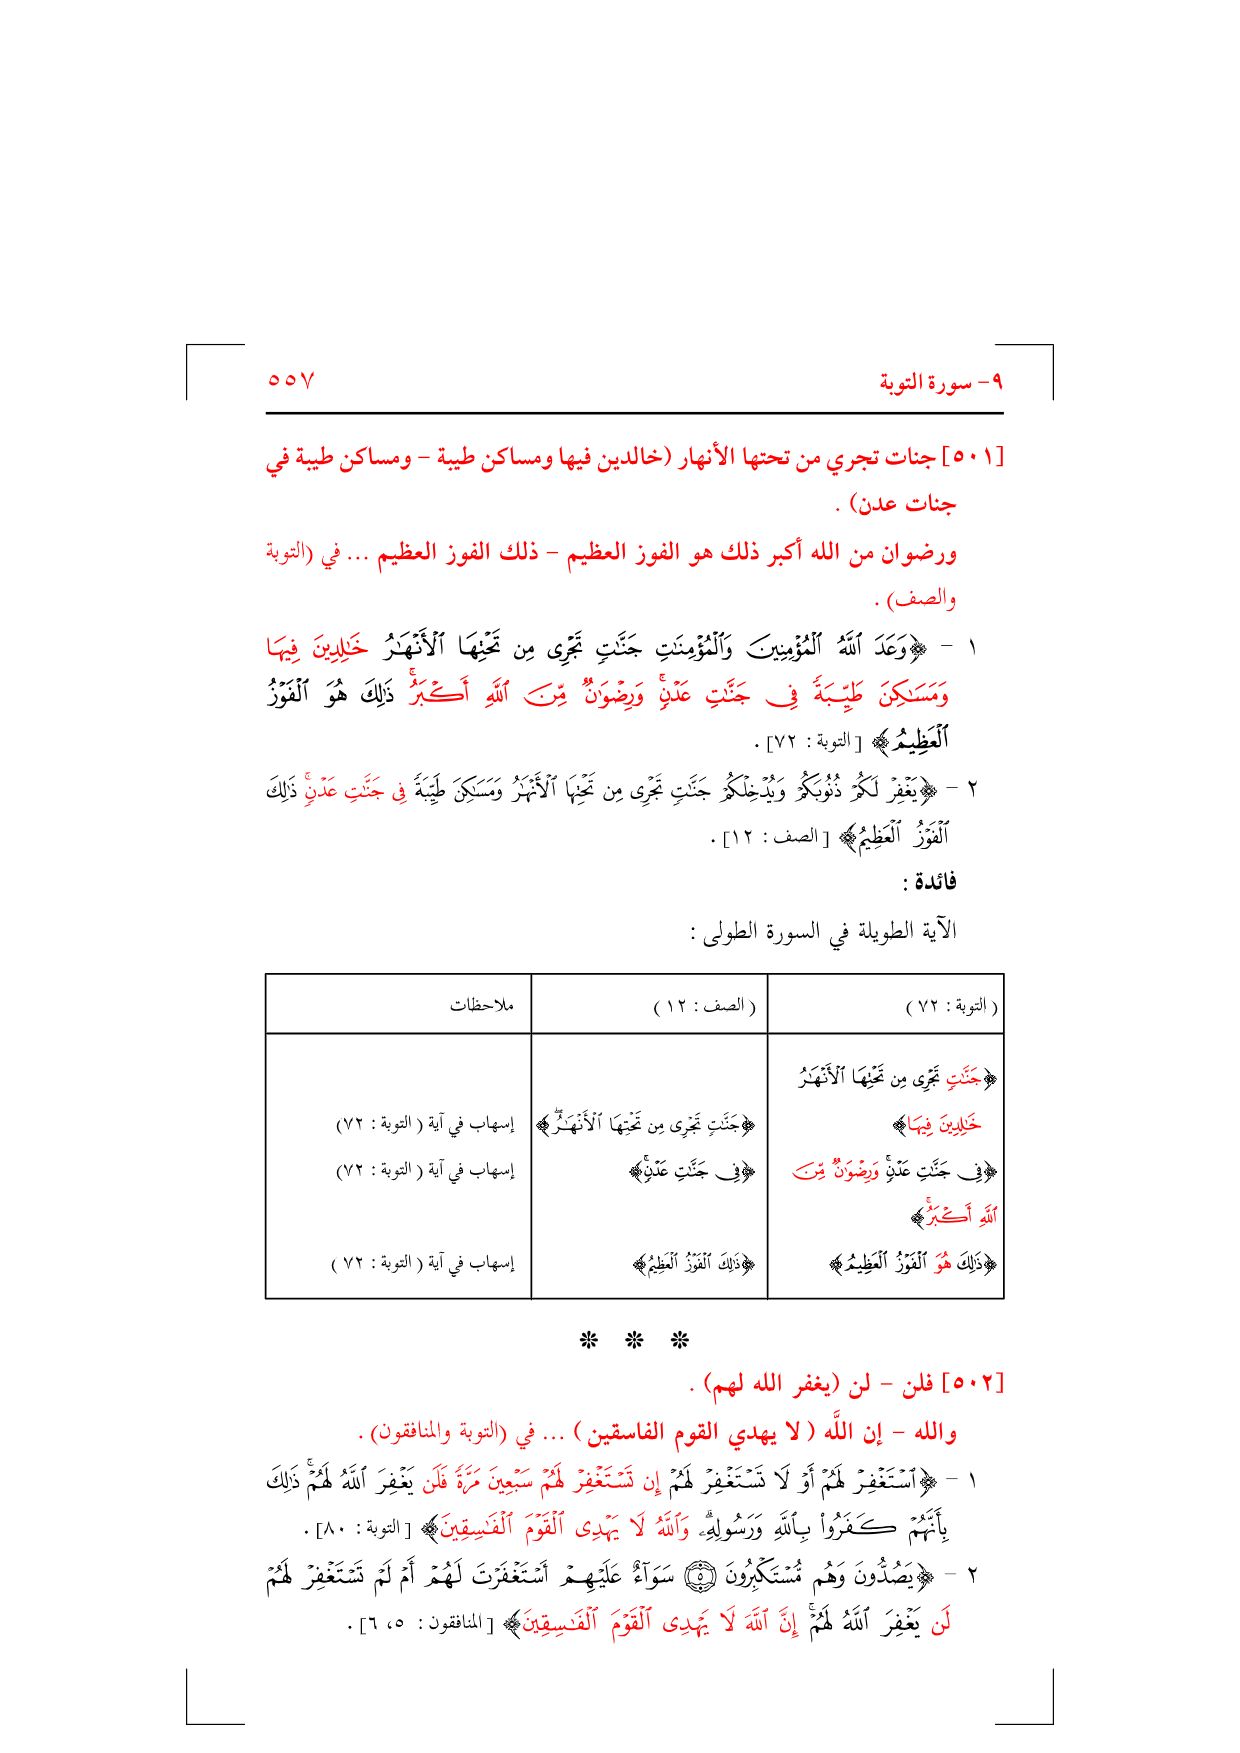 ٩- سورة التوبة ٥٥٧
[٥٠١] جنات تجري من تحتها الأنهار (خالدين فيها ومساكن طيبة – ومساكن طيبة في
جنات عدن) .
ورضوان من الله أكبر ذلك هو الفوز العظيم – ذلك الفوز العظيم ... في (التوبة
والصف) .
١ – ﴿وَعَدَ ٱللَّهُ ٱلْمُؤْمِنِينَ وَٱلْمُؤْمِنَٰتِ جَنَّٰتٍ تَجْرِى مِن تَحْتِهَا ٱلْأَنْهَٰرُ خَٰلِدِينَ فِيهَا
وَمَسَٰكِنَ طَيِّبَةً فِى جَنَّٰتِ عَدْنٍۚ وَرِضْوَٰنٌ مِّنَ ٱللَّهِ أَكْبَرُۚ ذَٰلِكَ هُوَ ٱلْفَوْزُ
ٱلْعَظِيمُ﴾ [التوبة : ٧٢] .
٢ – ﴿يَغْفِرْ لَكُمْ ذُنُوبَكُمْ وَيُدْخِلْكُمْ جَنَّٰتٍ تَجْرِى مِن تَحْتِهَا ٱلْأَنْهَٰرُ وَمَسَٰكِنَ طَيِّبَةً فِى جَنَّٰتِ عَدْنٍۚ ذَٰلِكَ
ٱلْفَوْزُ ٱلْعَظِيمُ﴾ [الصف : ١٢] .
فائدة :
الآية الطويلة في السورة الطولى :
( التوبة : ٧٢ ) ( الصف : ١٢ ) ملاحظات
﴿جَنَّٰتٍ تَجْرِى مِن تَحْتِهَا ٱلْأَنْهَٰرُ
خَٰلِدِينَ فِيهَا﴾ ﴿جَنَّٰتٍ تَجْرِى مِن تَحْتِهَا ٱلْأَنْهَٰرُۖ﴾ إسهاب في آية ( التوبة : ٧٢)
﴿فِى جَنَّٰتِ عَدْنٍۚ وَرِضْوَٰنٌ مِّنَ ﴿فِى جَنَّٰتِ عَدْنٍۚ﴾ إسهاب في آية ( التوبة : ٧٢)
ٱللَّهِ أَكْبَرُۚ﴾
﴿ذَٰلِكَ هُوَ ٱلْفَوْزُ ٱلْعَظِيمُ﴾ ﴿ذَٰلِكَ ٱلْفَوْزُ ٱلْعَظِيمُ﴾ إسهاب في آية ( التوبة : ٧٢ )
❊ ❊ ❊
[٥٠٢] فلن – لن (يغفر الله لهم) .
والله – إن اللَّه ( لا يهدي القوم الفاسقين ) ... في (التوبة والمنافقون) .
١ – ﴿ٱسْتَغْفِرْ لَهُمْ أَوْ لَا تَسْتَغْفِرْ لَهُمْ إِن تَسْتَغْفِرْ لَهُمْ سَبْعِينَ مَرَّةً فَلَن يَغْفِرَ ٱللَّهُ لَهُمْۚ ذَٰلِكَ
بِأَنَّهُمْ كَفَرُوا۟ بِٱللَّهِ وَرَسُولِهِۦۗ وَٱللَّهُ لَا يَهْدِى ٱلْقَوْمَ ٱلْفَٰسِقِينَ﴾ [التوبة : ٨٠] .
٢ – ﴿يَصُدُّونَ وَهُم مُّسْتَكْبِرُونَ ٥ سَوَآءٌ عَلَيْهِمْ أَسْتَغْفَرْتَ لَهُمْ أَمْ لَمْ تَسْتَغْفِرْ لَهُمْ
لَن يَغْفِرَ ٱللَّهُ لَهُمْۚ إِنَّ ٱللَّهَ لَا يَهْدِى ٱلْقَوْمَ ٱلْفَٰسِقِينَ﴾ [المنافقون : ٥، ٦] .